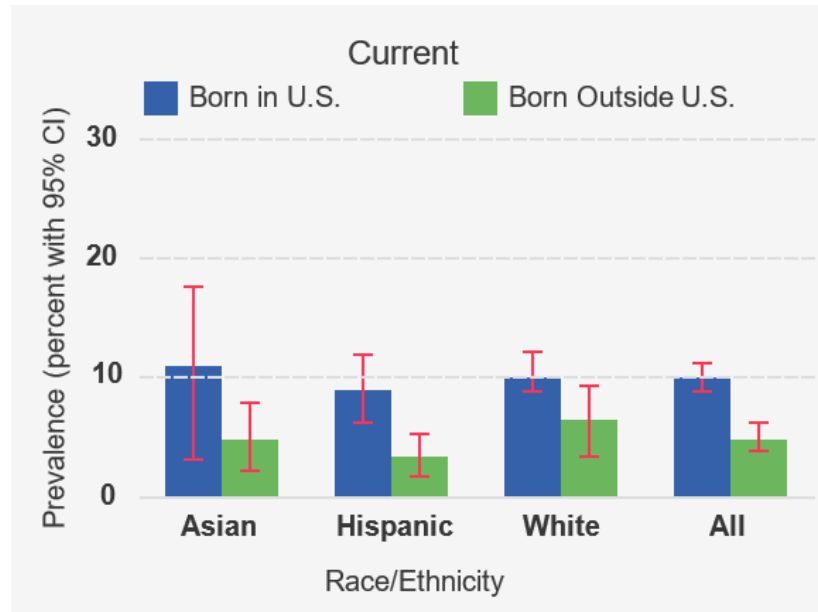 Current
Born in U.S. Born Outside U.S.
Prevalence (percent with 95% CI)
30
20
10
0
Asian Hispanic White All
Race/Ethnicity